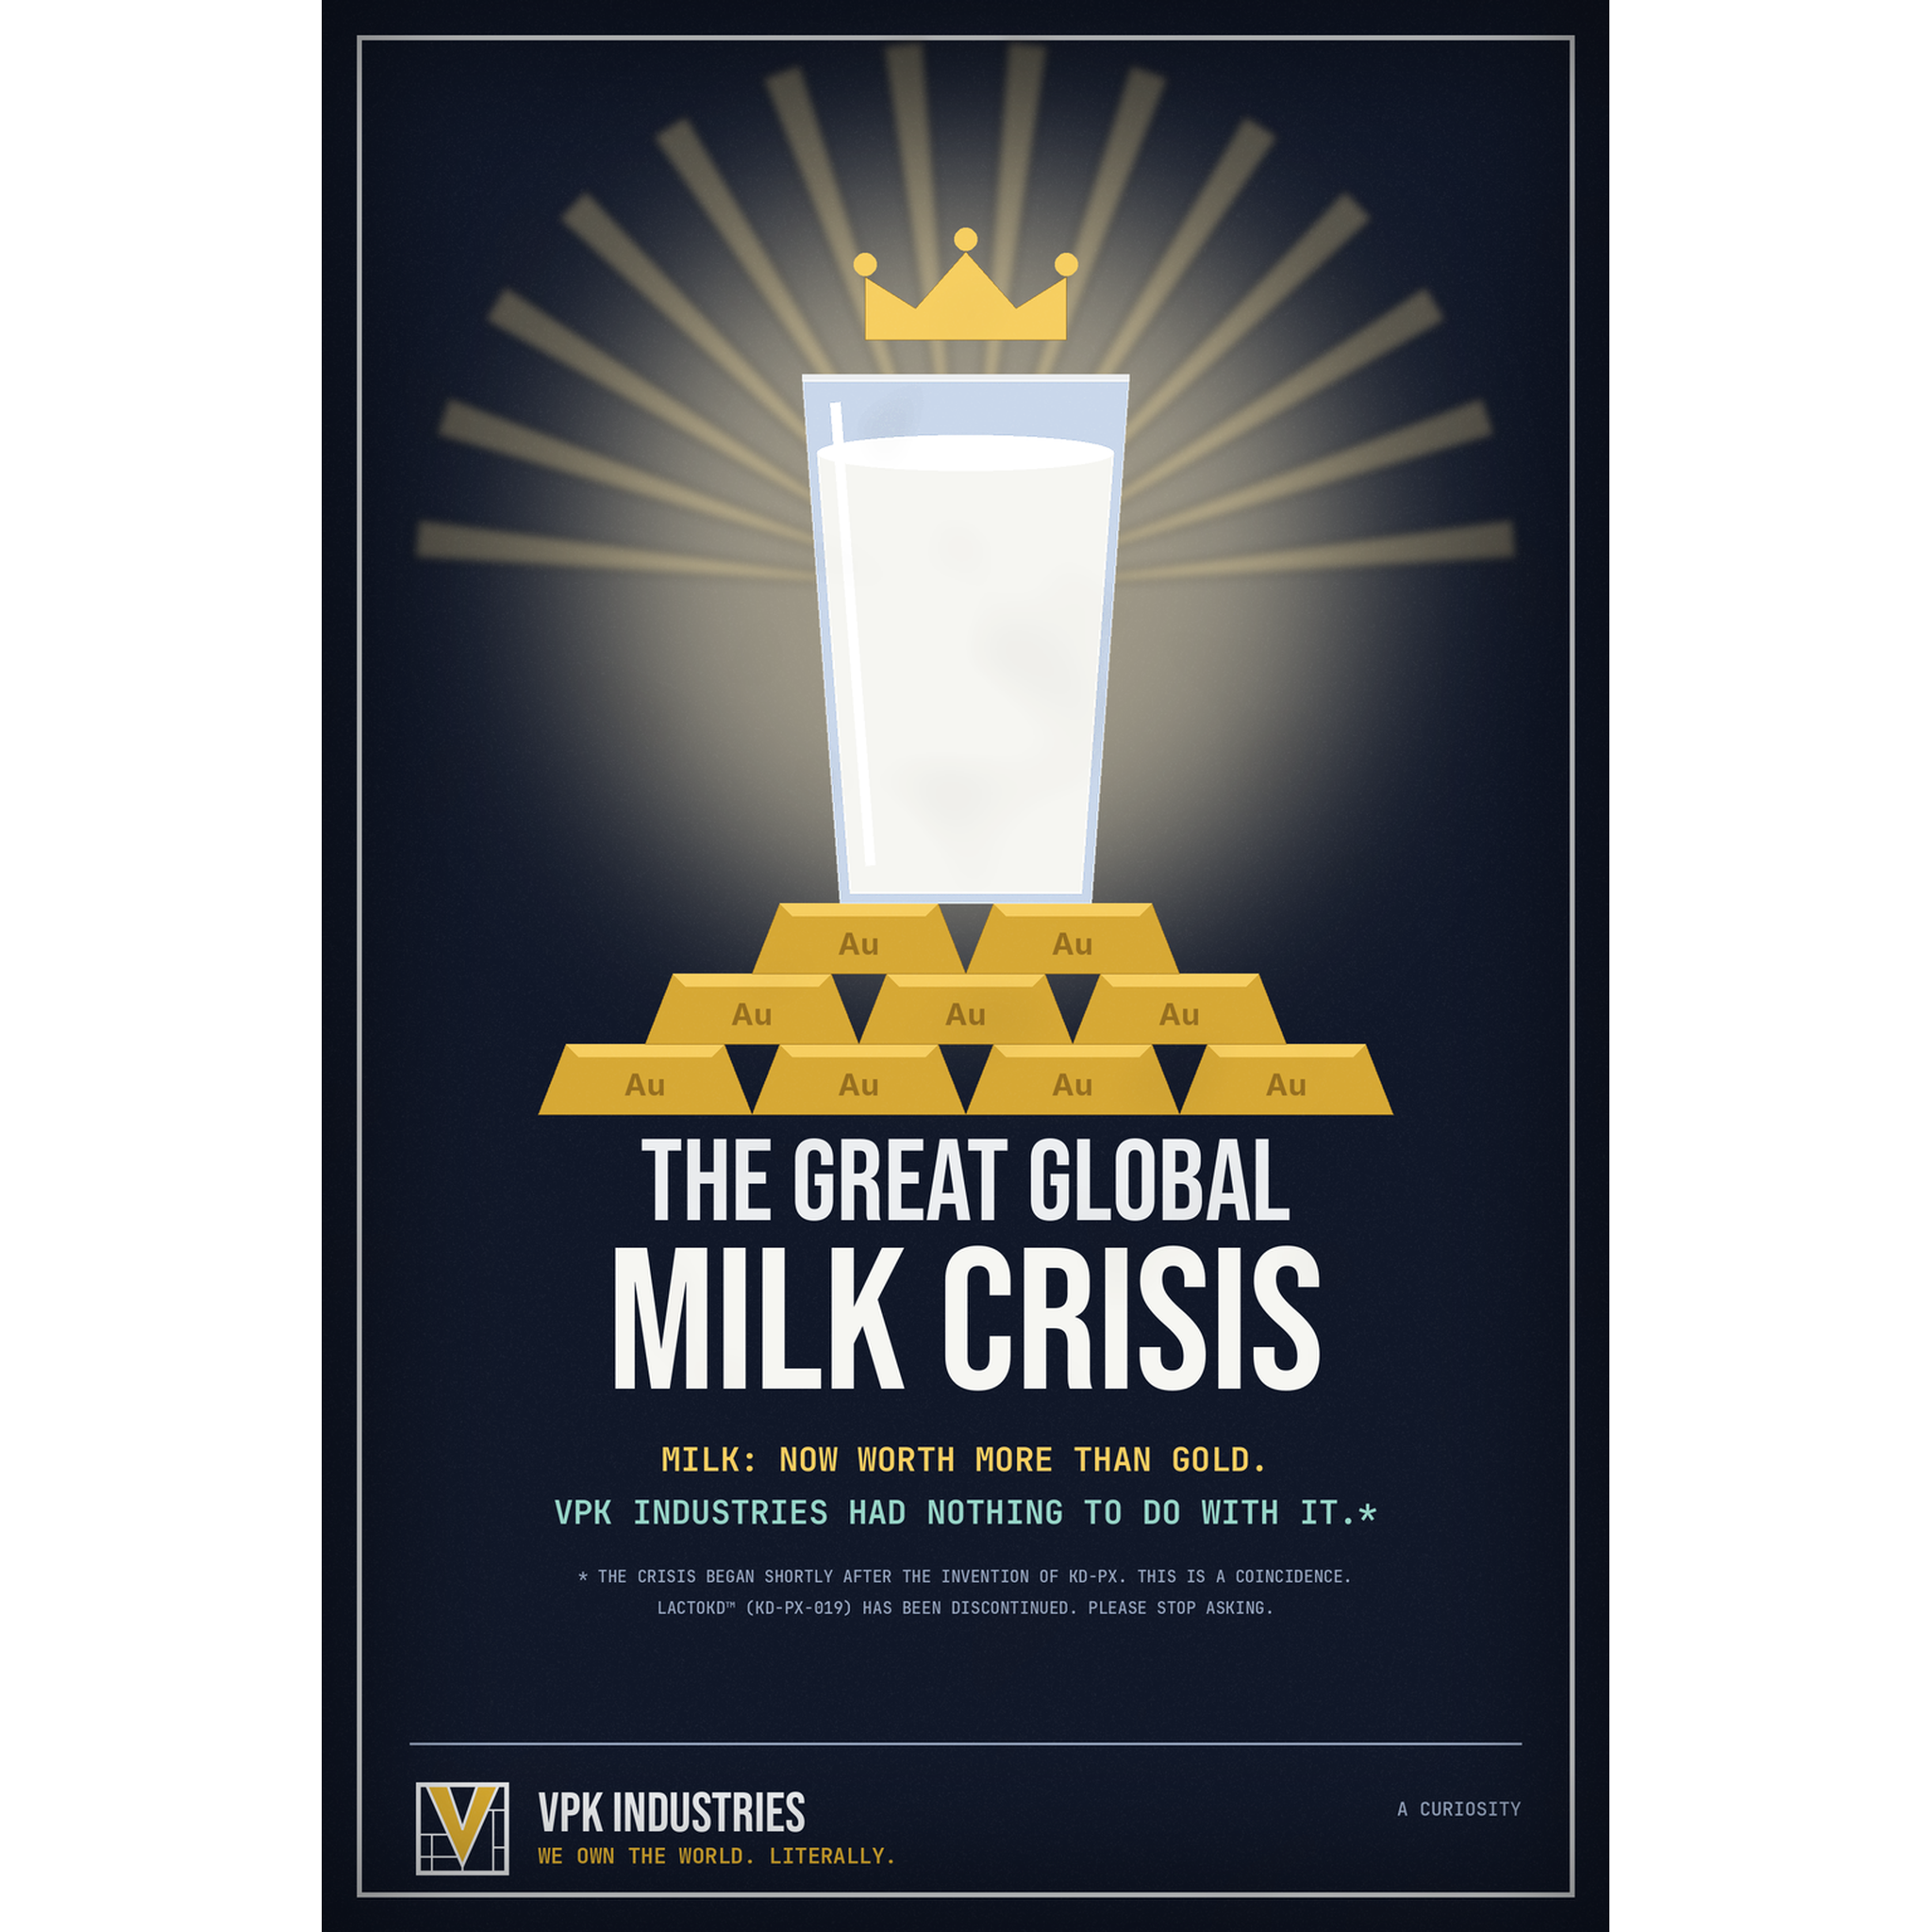 Au Au
Au Au Au
Au Au Au Au
THE GREAT GLOBAL
MILK CRISIS
MILK: NOW WORTH MORE THAN GOLD.
VPK INDUSTRIES HAD NOTHING TO DO WITH IT.*
* THE CRISIS BEGAN SHORTLY AFTER THE INVENTION OF KD-PX. THIS IS A COINCIDENCE.
LACTOKD™ (KD-PX-019) HAS BEEN DISCONTINUED. PLEASE STOP ASKING.
V
VPK INDUSTRIES
WE OWN THE WORLD. LITERALLY.
A CURIOSITY